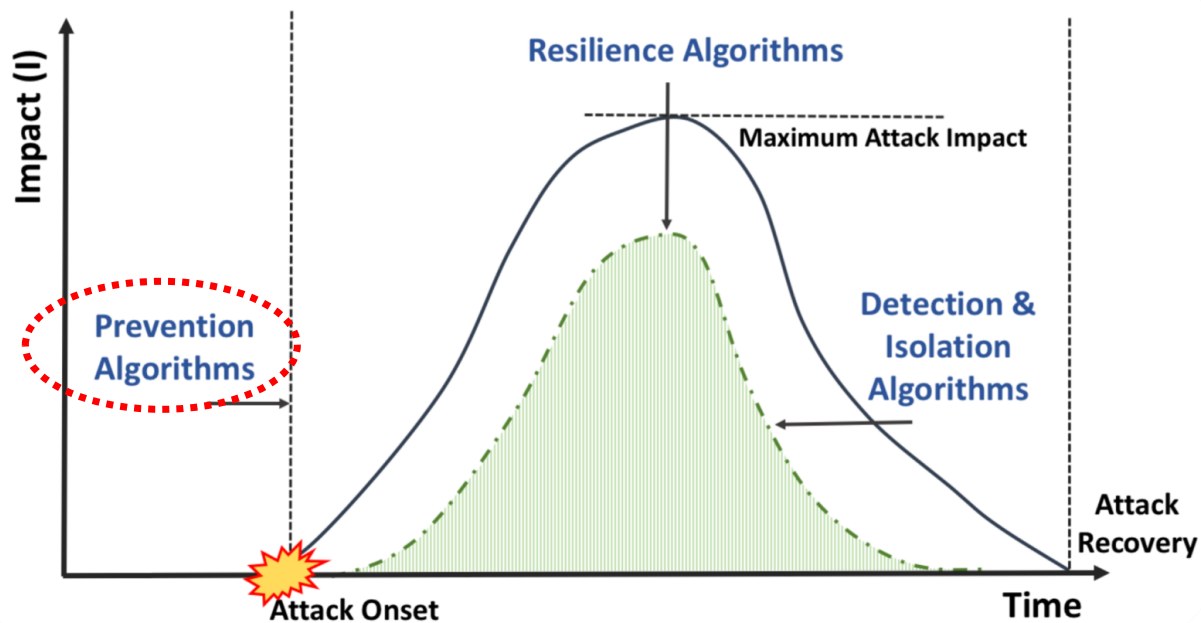 Impact (I)
Resilience Algorithms
Maximum Attack Impact
Prevention
Algorithms
Detection &
Isolation
Algorithms
Attack
Recovery
Attack Onset
Time